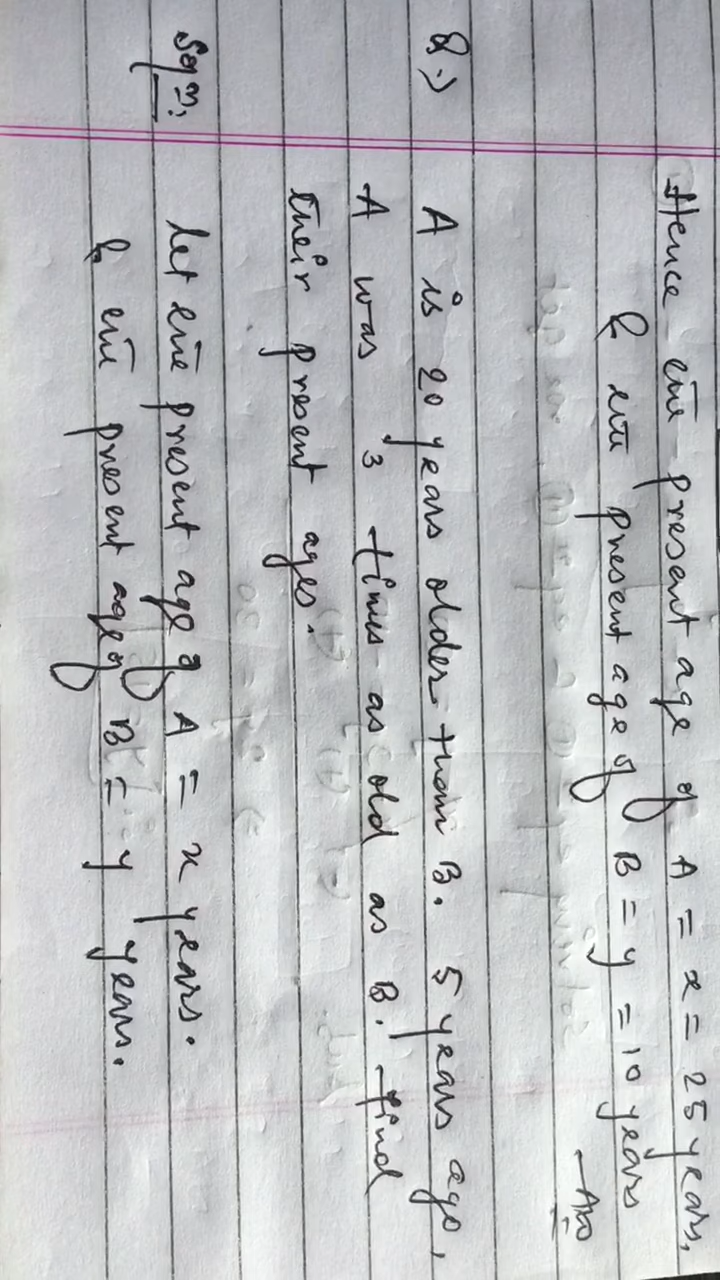 Hence the present age of A = x = 25 years,
& the present age of B = y = 10 years
Ans
Q:→ A is 20 years older than B. 5 years ago,
A was 3 times as old as B. find
their present ages.
Solⁿ: Let the present age of A = x years.
& the present age of B = y years.